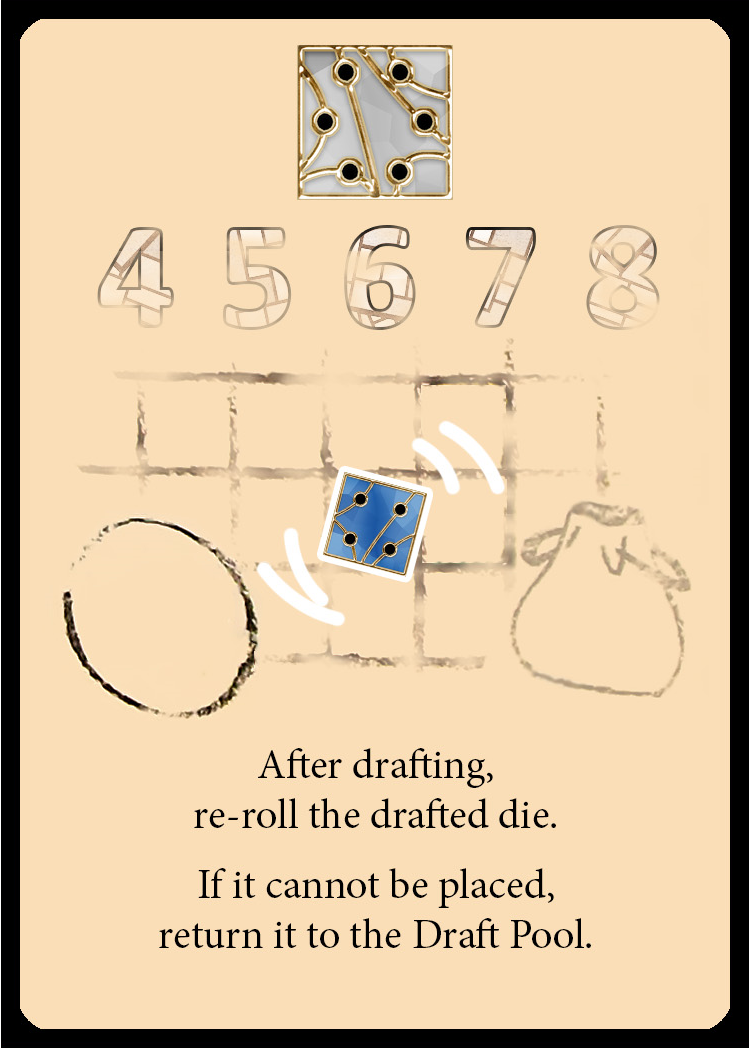 4 5 6 7 8
After drafting,
re-roll the drafted die.
If it cannot be placed,
return it to the Draft Pool.